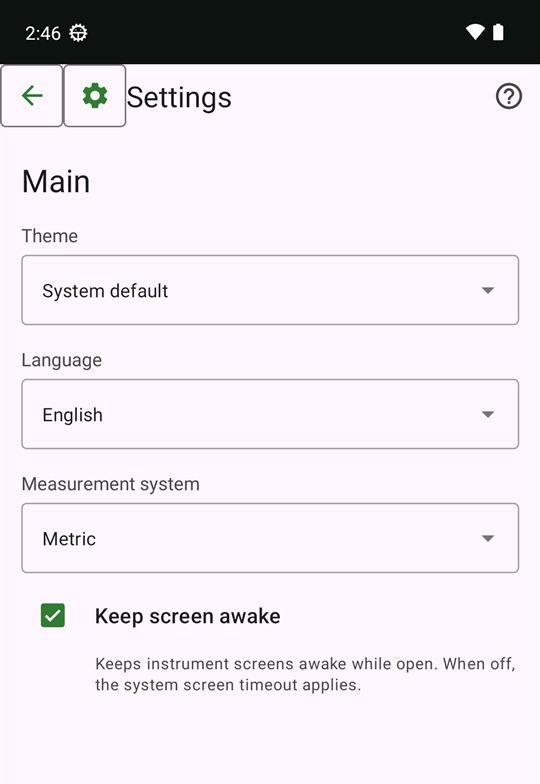 2:46
Settings
Main
Theme
System default
Language
English
Measurement system
Metric
Keep screen awake
Keeps instrument screens awake while open. When off,
the system screen timeout applies.